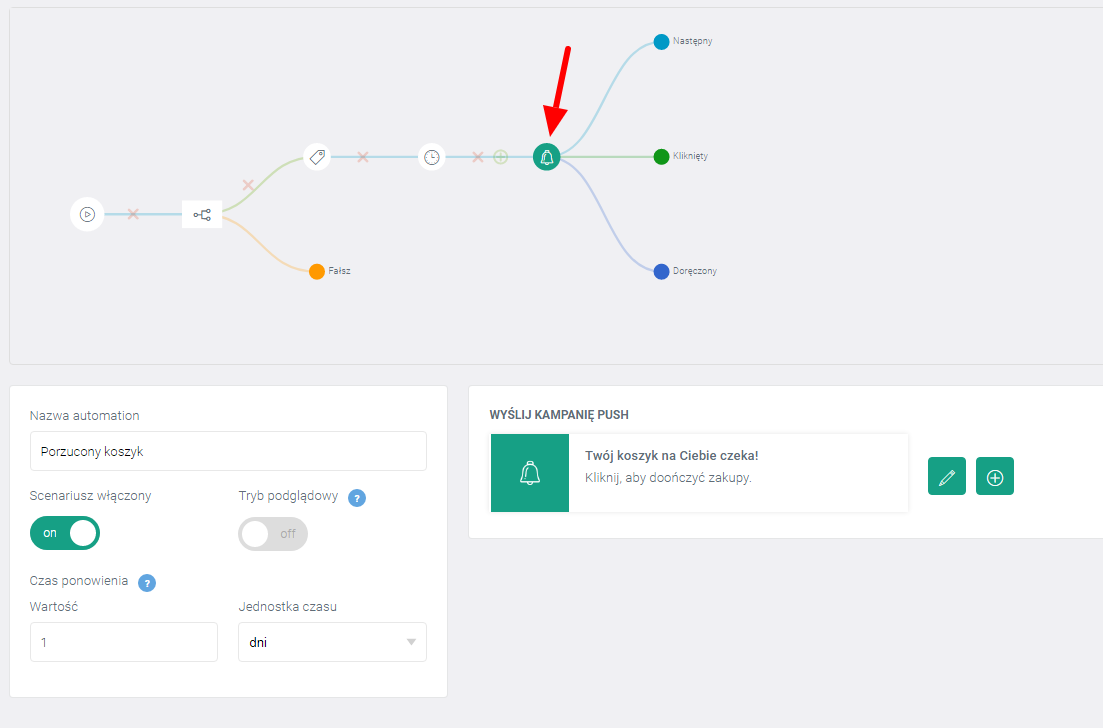 Następny
Kliknięty
Fałsz
Doręczony
Nazwa automation
Porzucony koszyk
Scenariusz włączony
Tryb podglądowy ?
on
off
Czas ponowienia ?
Wartość
Jednostka czasu
1
dni
WYŚLIJ KAMPANIĘ PUSH
Twój koszyk na Ciebie czeka!
Kliknij, aby doończyć zakupy.